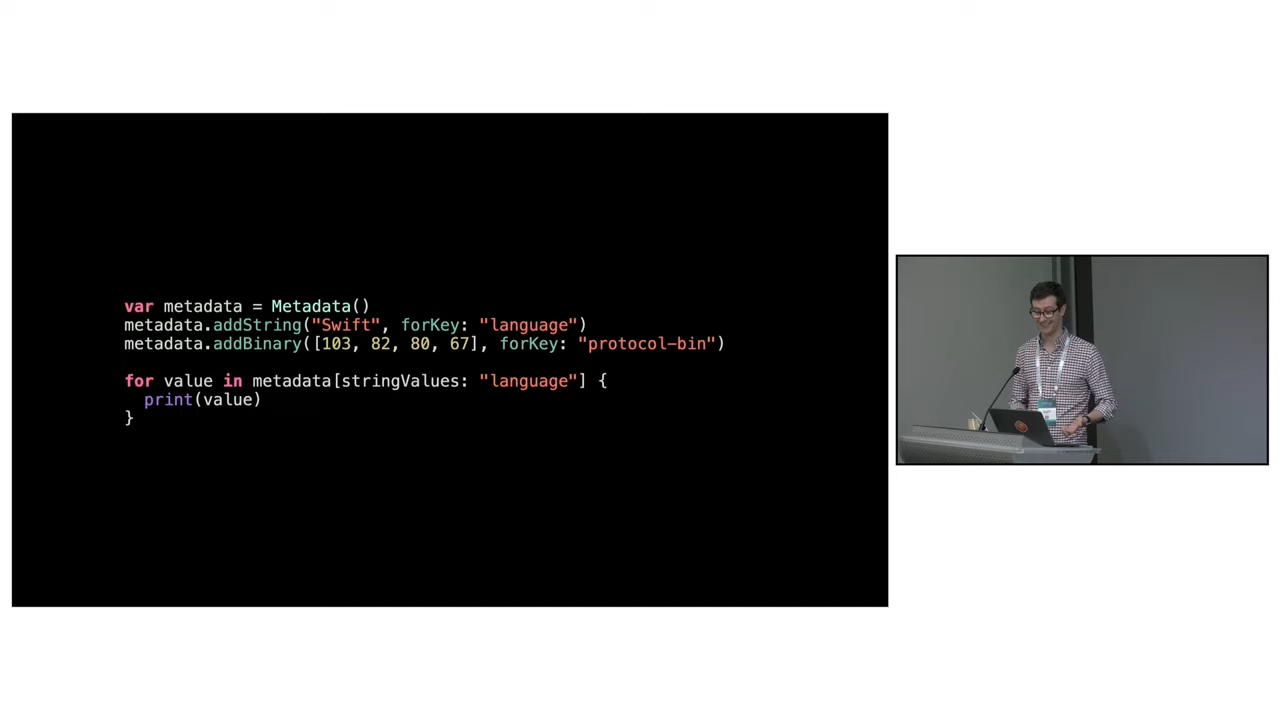 var metadata = Metadata()
metadata.addString("Swift", forKey: "language")
metadata.addBinary([103, 82, 80, 67], forKey: "protocol-bin")
for value in metadata[stringValues: "language"] {
print(value)
}